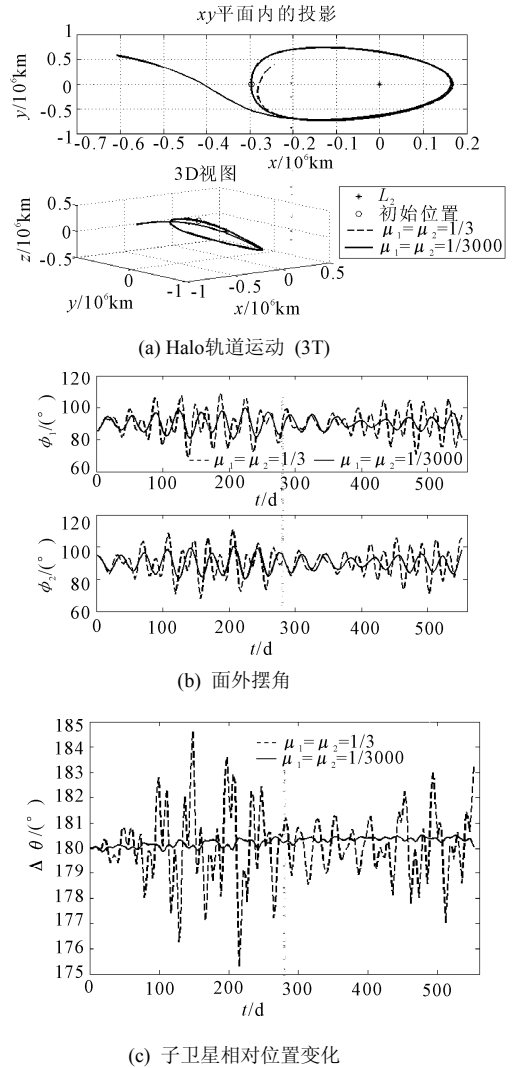 xy平面内的投影
1
0.5
0
-0.5
-1
y/10⁶km
-0.7 -0.6 -0.5 -0.4 -0.3 -0.2 -0.1 0 0.1 0.2
x/10⁶km
3D视图
0.5
0
-0.5
z/10⁶km
0
-1 -1
-0.5
0
0.5
y/10⁶km
x/10⁶km
L₂
初始位置
μ₁=μ₂=1/3
μ₁=μ₂=1/3000
(a) Halo轨道运动 (3T)
120
100
80
60
ϕ₁/(°)
μ₁=μ₂=1/3 μ₁=μ₂=1/3000
0 100 200 300 400 500
t/d
120
100
80
60
ϕ₂/(°)
0 100 200 300 400 500
t/d
(b) 面外摆角
185
184
183
182
181
180
179
178
177
176
175
Δ θ/(°)
μ₁=μ₂=1/3
μ₁=μ₂=1/3000
0 100 200 300 400 500
t/d
(c) 子卫星相对位置变化